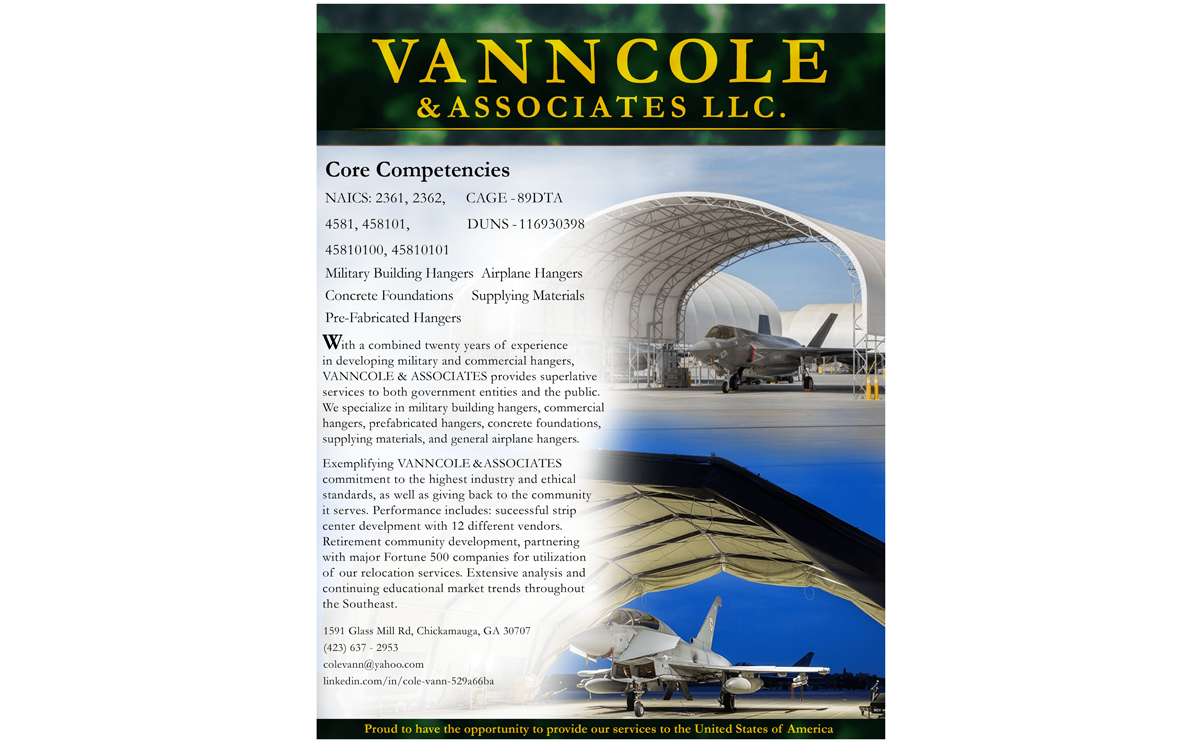 VANNCOLE
& ASSOCIATES LLC.
Core Competencies
NAICS: 2361, 2362, CAGE - 89DTA
4581, 458101, DUNS - 116930398
45810100, 45810101
Military Building Hangers Airplane Hangers
Concrete Foundations Supplying Materials
Pre-Fabricated Hangers
With a combined twenty years of experience
in developing military and commercial hangers,
VANNCOLE & ASSOCIATES provides superlative
services to both government entities and the public.
We specialize in military building hangers, commercial
hangers, prefabricated hangers, concrete foundations,
supplying materials, and general airplane hangers.
Exemplifying VANNCOLE & ASSOCIATES
commitment to the highest industry and ethical
standards, as well as giving back to the community
it serves. Performance includes: suceessful strip
center develpment with 12 different vendors.
Retirement community development, partnering
with major Fortune 500 companies for utilization
of our relocation services. Extensive analysis and
continuing educational market trends throughout
the Southeast.
1591 Glass Mill Rd, Chickamauga, GA 30707
(423) 637 - 2953
colevann@yahoo.com
linkedin.com/in/cole-vann-529a66ba
Proud to have the opportunity to provide our services to the United States of America